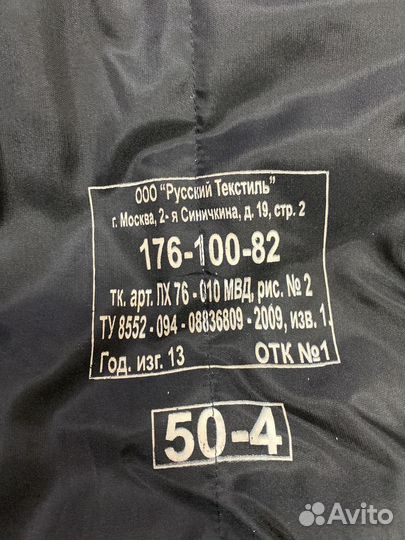 ООО "Русский Текстиль"
г. Москва, 2- я Синичкина, д. 19, стр. 2
176-100-82
тк. арт. ПХ 76 - 010 МВД, рис. № 2
ТУ 8552 - 094 - 08836809 - 2009, изв. 1.
Год. изг. 13 ОТК №1
50-4
Avito